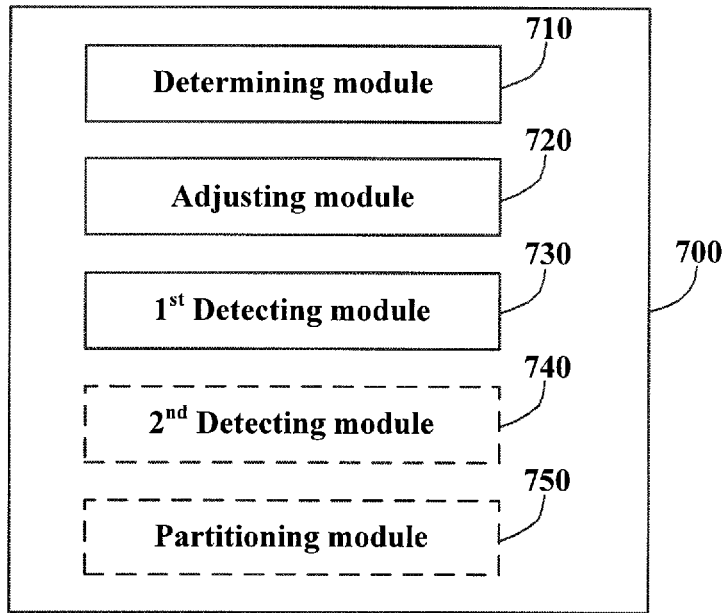 710
Determining module
720
Adjusting module
730
700
1st Detecting module
740
2nd Detecting module
750
Partitioning module